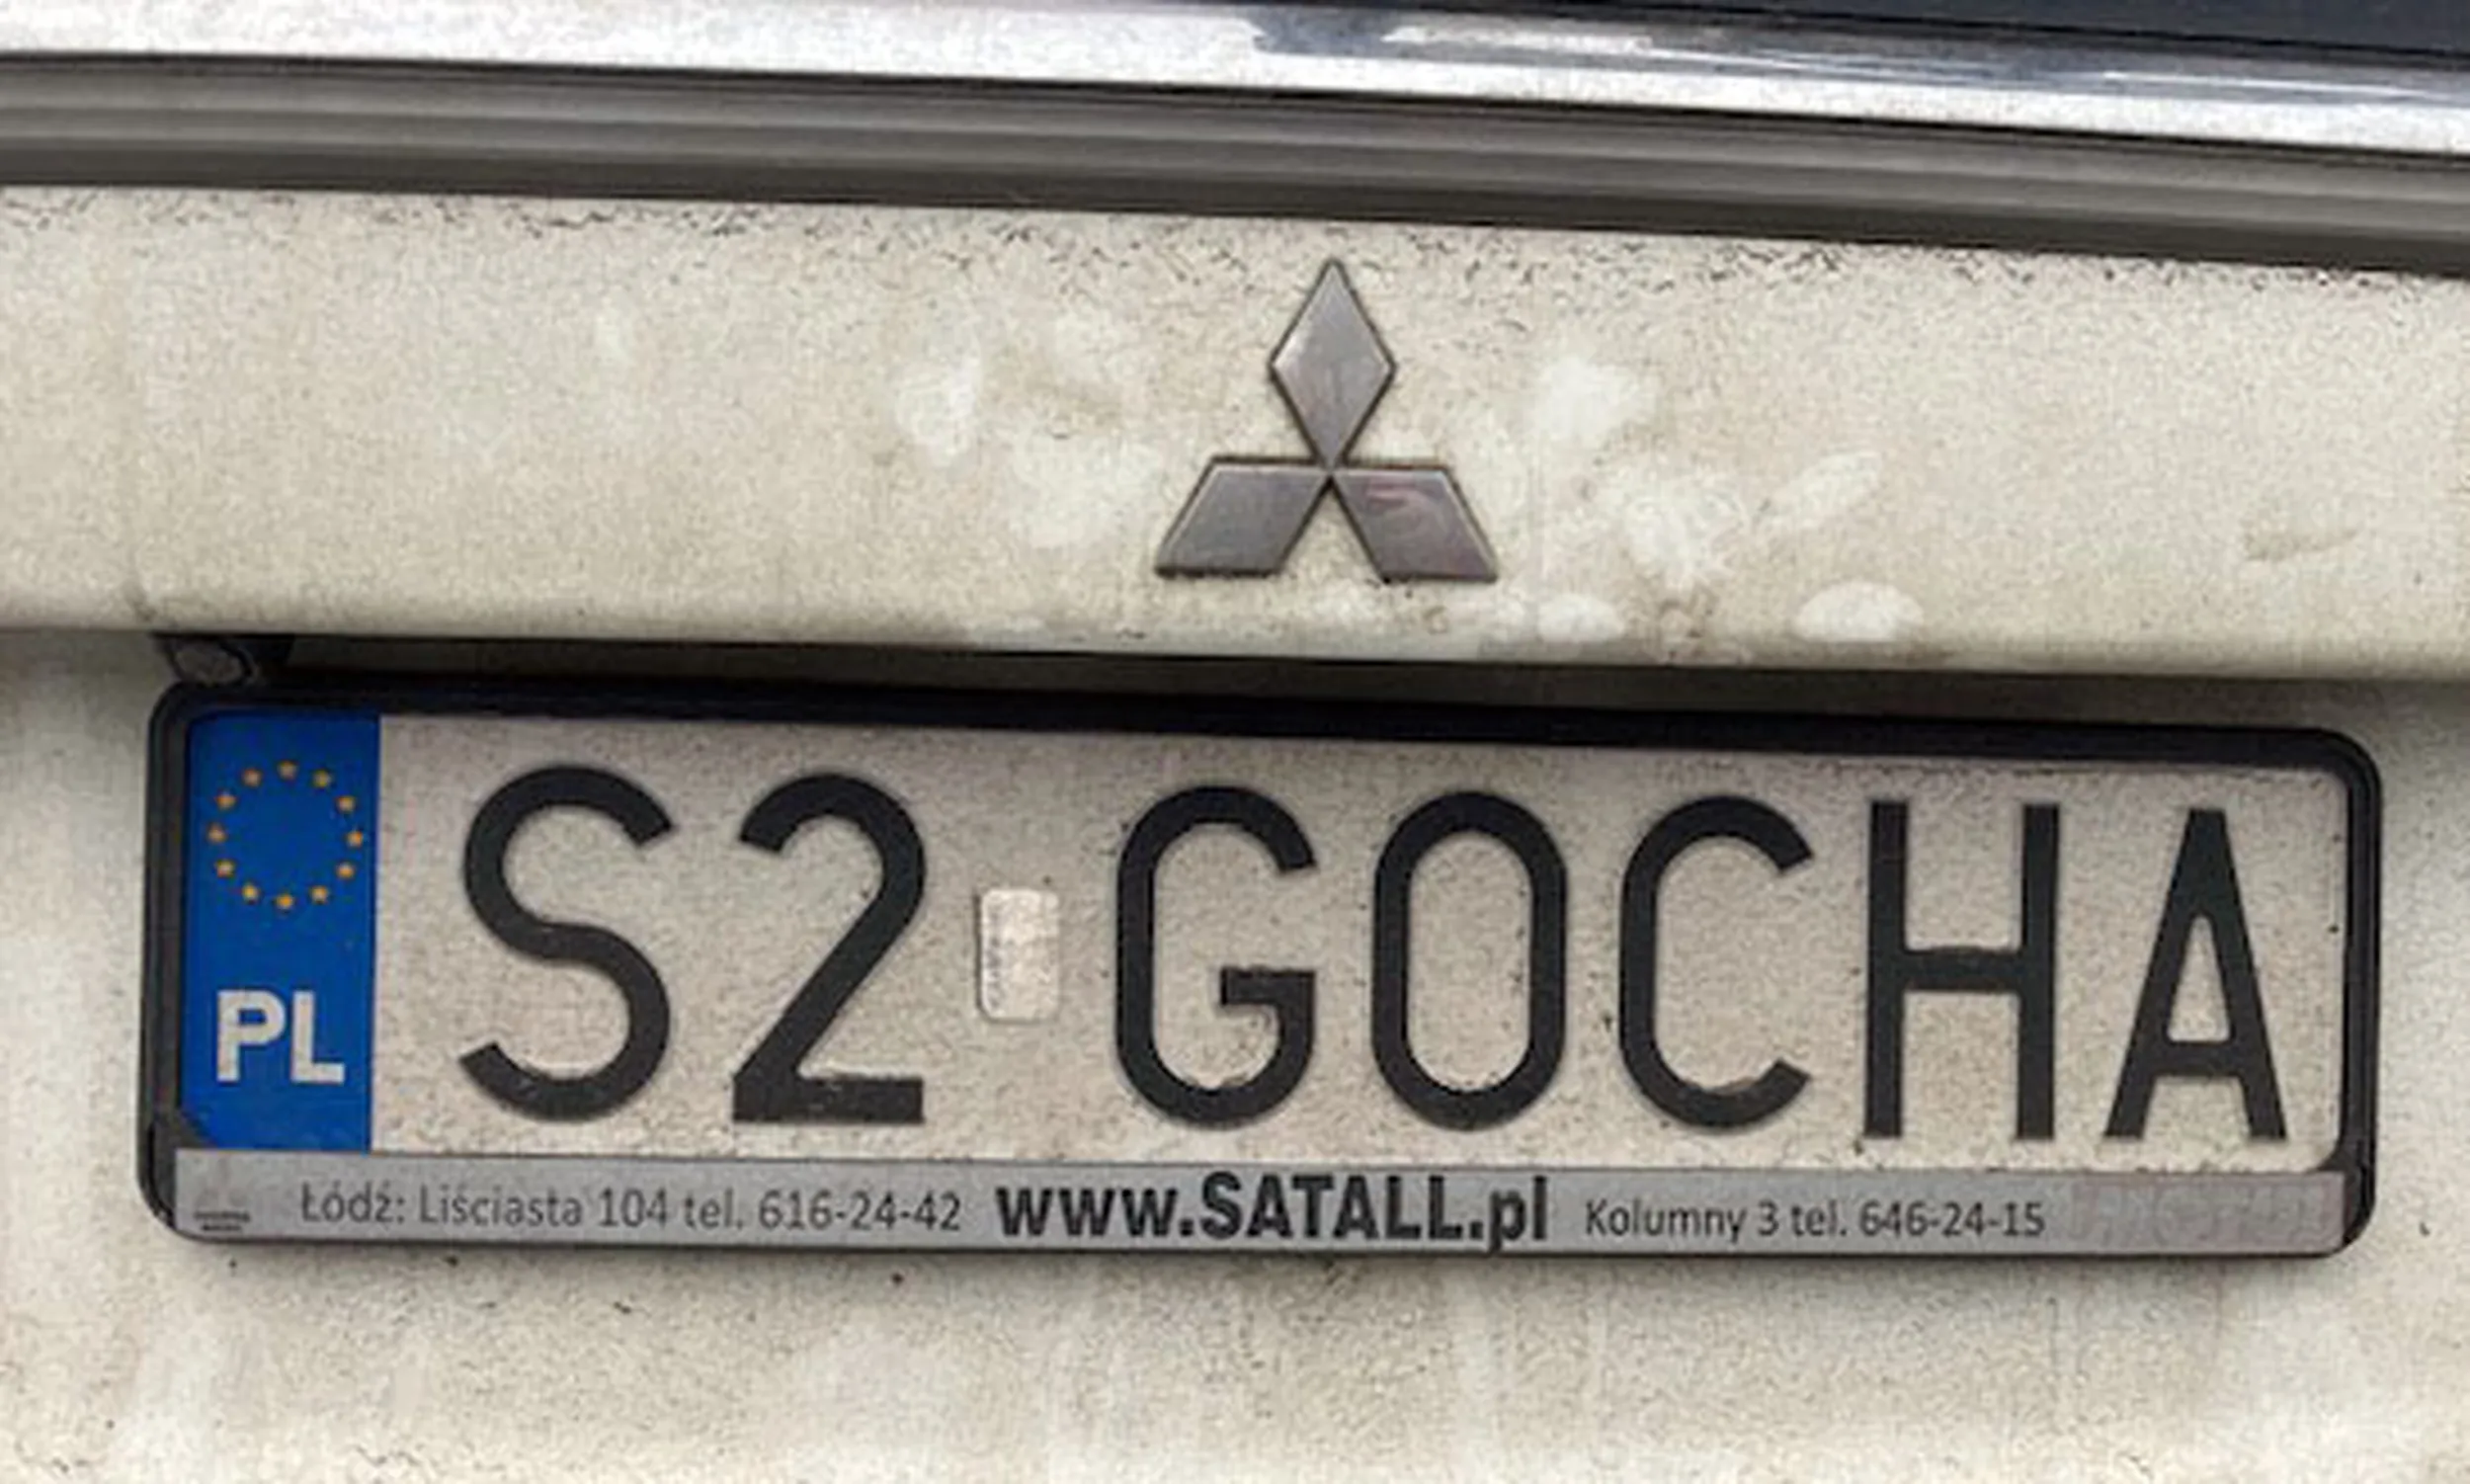 PL S2 GOCHA
Łódź: Liściasta 104 tel. 616-24-42 www.SATALL.pl Kolumny 3 tel. 646-24-15